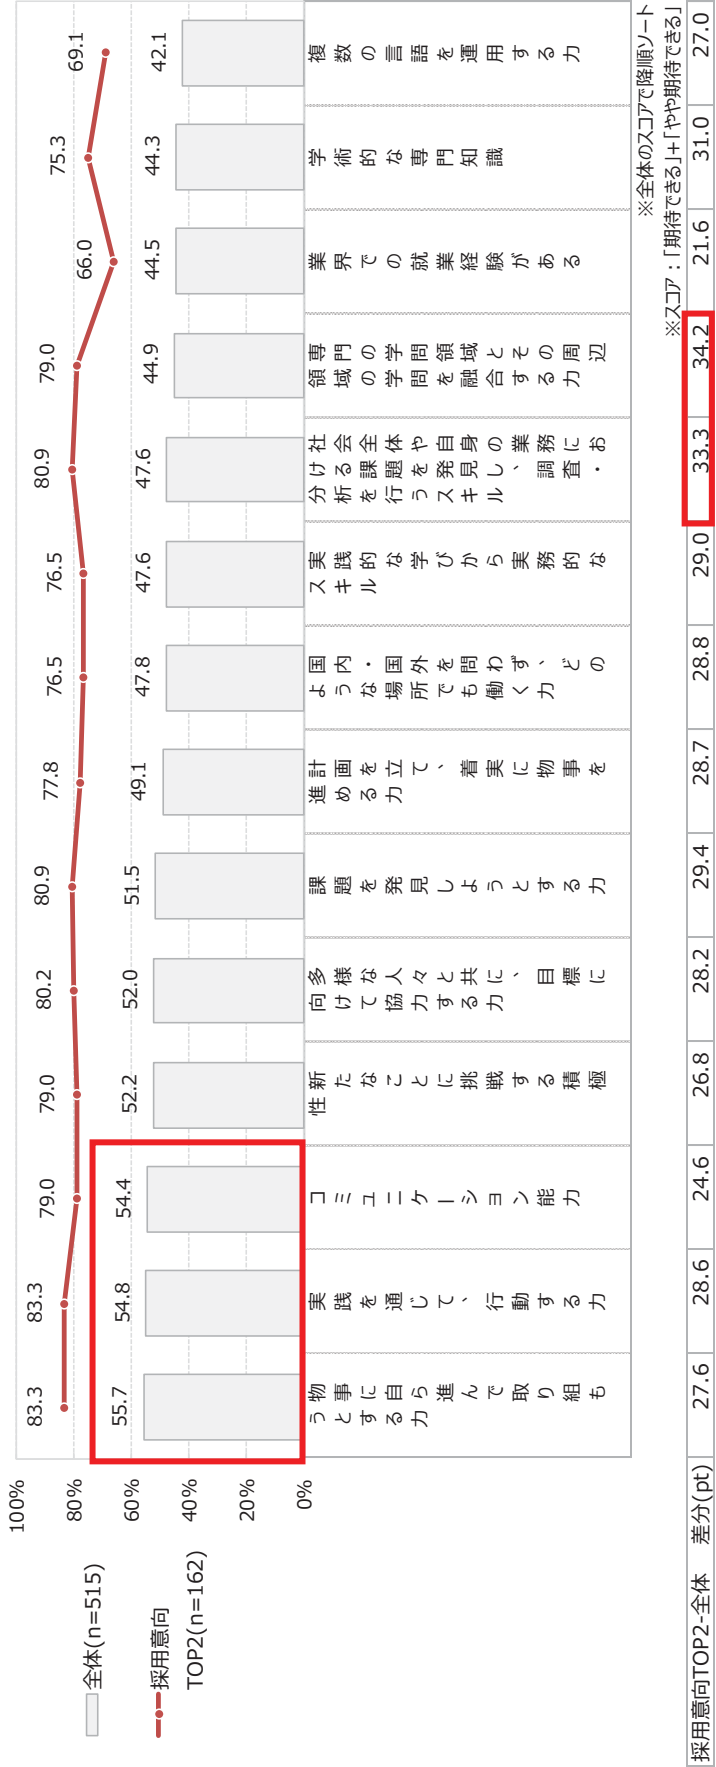 全体(n=515)
採用意向
TOP2(n=162)
100%
80%
60%
40%
20%
0%
83.3 83.3 79.0 79.0 80.2 80.9 77.8 76.5 76.5 80.9 79.0 66.0 75.3 69.1
55.7 54.8 54.4 52.2 52.0 51.5 49.1 47.8 47.6 47.6 44.9 44.5 44.3 42.1
物事に自ら進んで取り組も
うとする力
実践を通じて、行動する力
コミュニケーション能力
新たなことに挑戦する積極
性
多様な人々と共に、目標に
向けて協力する力
課題を発見しようとする力
計画を立て、着実に物事を
進める力
国内・国外を問わず、どの
ような場所でも働く力
実践的な学びから実務的な
スキル
社会全体や自身の業務にお
ける課題を発見し、調査・
分析を行うスキル
専門の学問領域とその周辺
領域の学問を融合する力
業界での就業経験がある
学術的な専門知識
複数の言語を運用する力
※全体のスコアで降順ソート
※スコア：「期待できる」+「やや期待できる」
採用意向TOP2-全体 差分(pt) 27.6 28.6 24.6 26.8 28.2 29.4 28.7 28.8 29.0 33.3 34.2 21.6 31.0 27.0